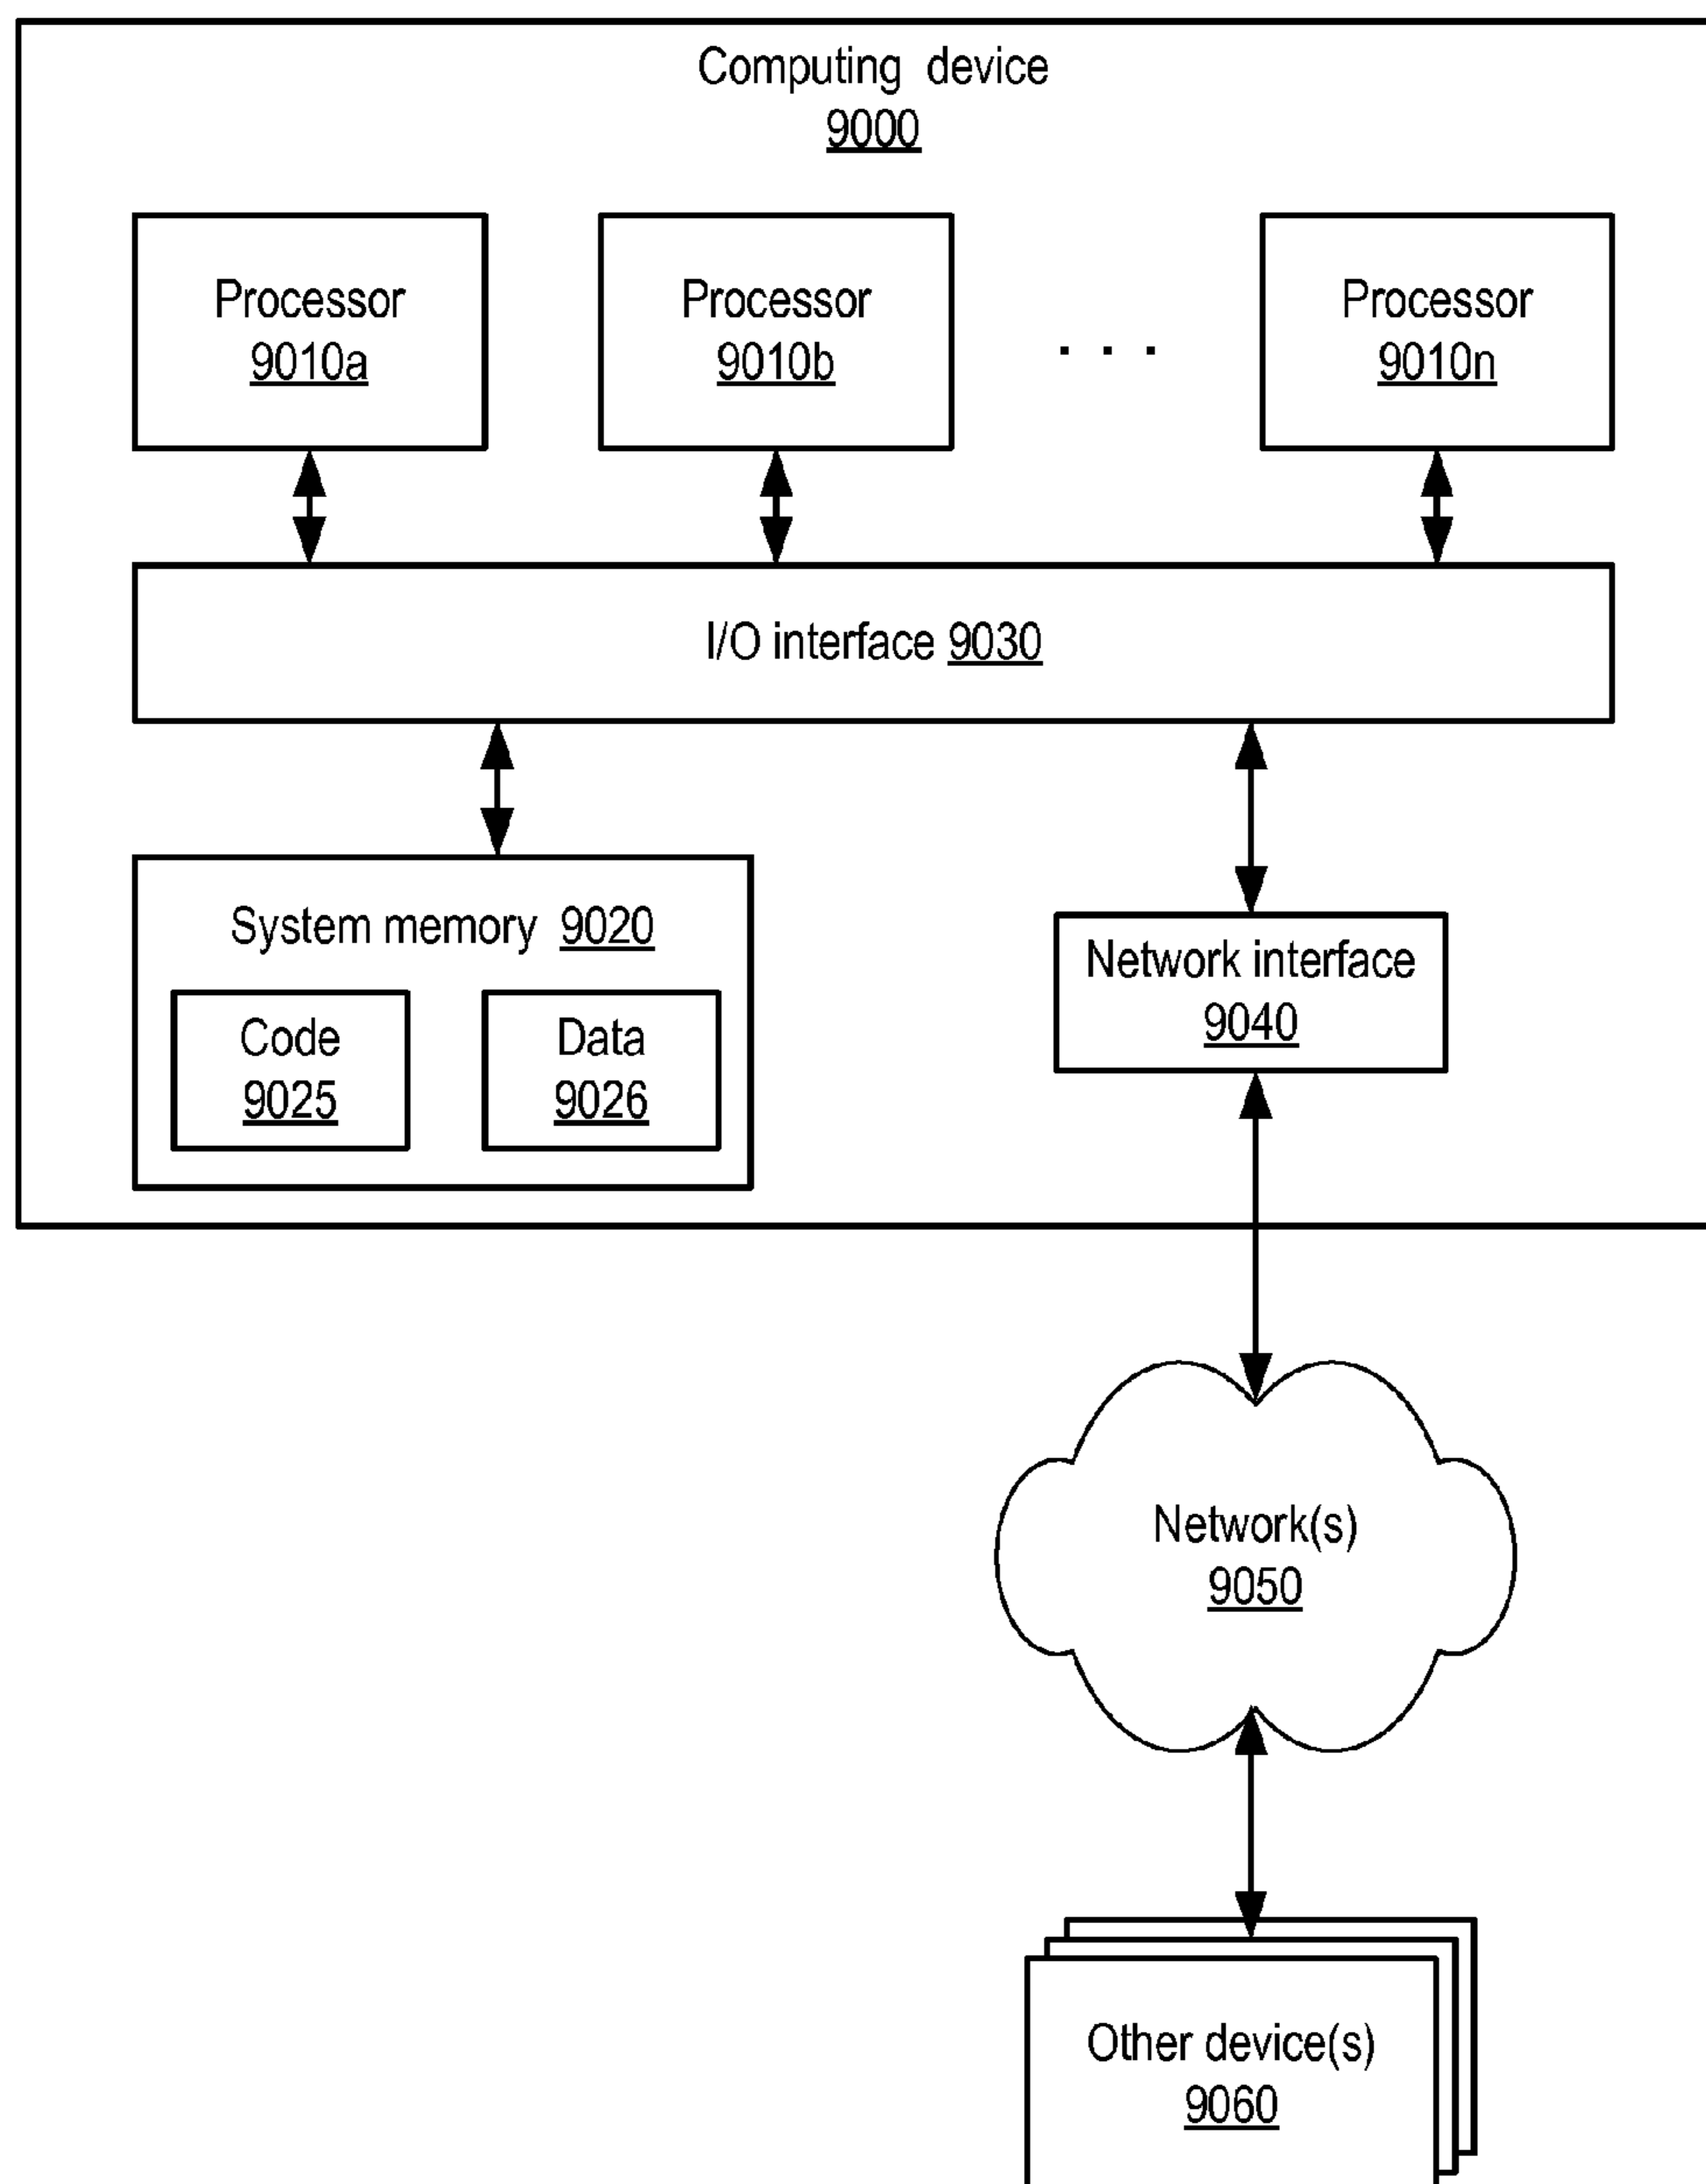 Computing device
9000
Processor
9010a
Processor
9010b
. . .
Processor
9010n
I/O interface 9030
System memory 9020
Code
9025
Data
9026
Network interface
9040
Network(s)
9050
Other device(s)
9060